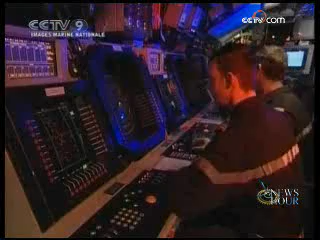 CCTV 9
IMAGES MARINE NATIONALE
cctv.com
NEWS
HOUR